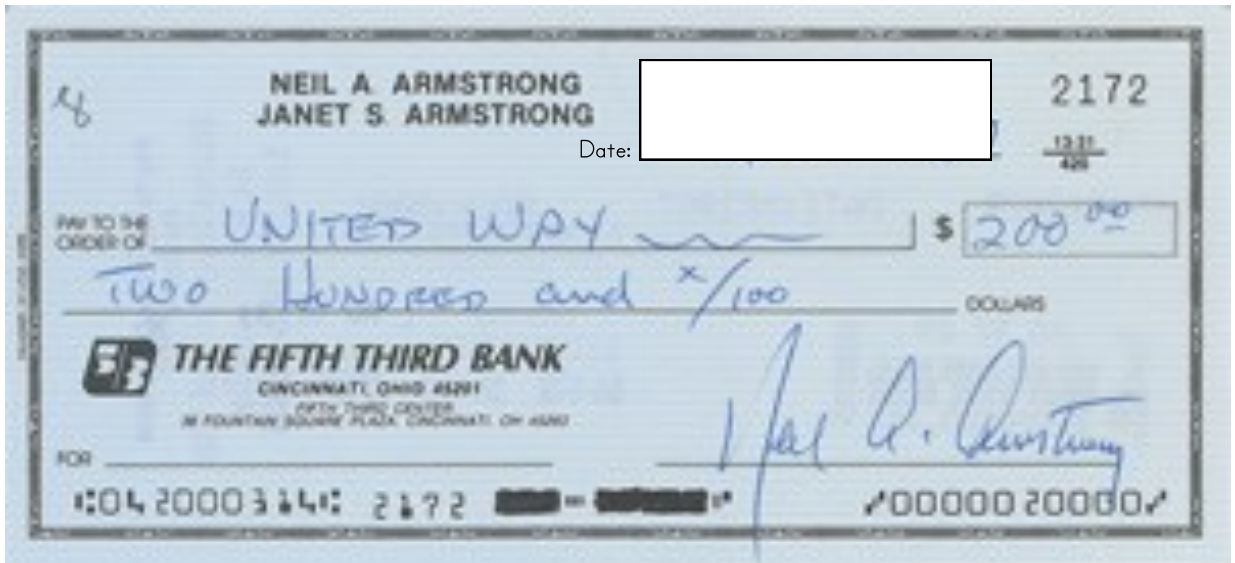 NEIL A ARMSTRONG
JANET S ARMSTRONG
2172
Date:
13-31
420
PAY TO THE
ORDER OF UNITED WAY $ 200 00
TWO HUNDRED and x/100 DOLLARS
53 THE FIFTH THIRD BANK
CINCINNATI, OHIO 45201
FIFTH THIRD CENTER
38 FOUNTAIN SQUARE PLAZA, CINCINNATI, OH 45263
Neil A. Armstrong
FOR
⑆042000314⑆ 2172 ⑈0000020000⑈